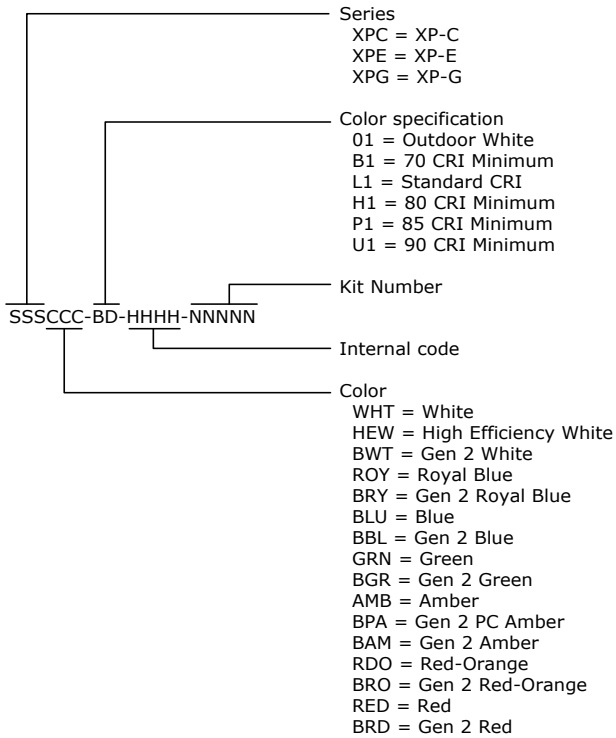 Series
XPC = XP-C
XPE = XP-E
XPG = XP-G
Color specification
01 = Outdoor White
B1 = 70 CRI Minimum
L1 = Standard CRI
H1 = 80 CRI Minimum
P1 = 85 CRI Minimum
U1 = 90 CRI Minimum
Kit Number
SSSCCC-BD-HHHH-NNNNN
Internal code
Color
WHT = White
HEW = High Efficiency White
BWT = Gen 2 White
ROY = Royal Blue
BRY = Gen 2 Royal Blue
BLU = Blue
BBL = Gen 2 Blue
GRN = Green
BGR = Gen 2 Green
AMB = Amber
BPA = Gen 2 PC Amber
BAM = Gen 2 Amber
RDO = Red-Orange
BRO = Gen 2 Red-Orange
RED = Red
BRD = Gen 2 Red